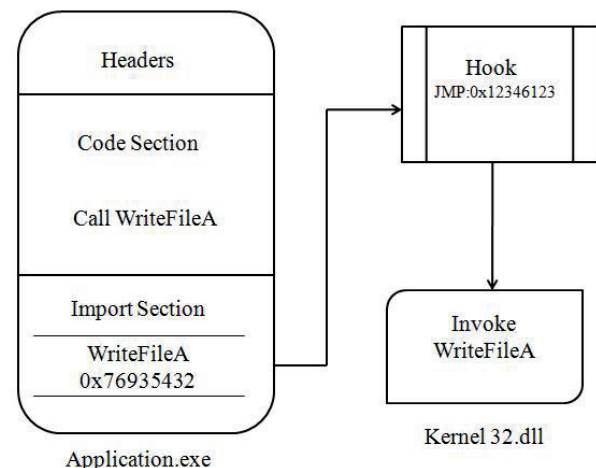 Headers
Code Section
Call WriteFileA
Import Section
WriteFileA
0x76935432
Application.exe
Hook
JMP:0x12346123
Invoke
WriteFileA
Kernel 32.dll